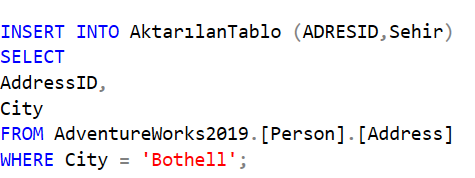 INSERT INTO AktarılanTablo (ADRESID,Sehir)
SELECT
AddressID,
City
FROM AdventureWorks2019.[Person].[Address]
WHERE City = 'Bothell';